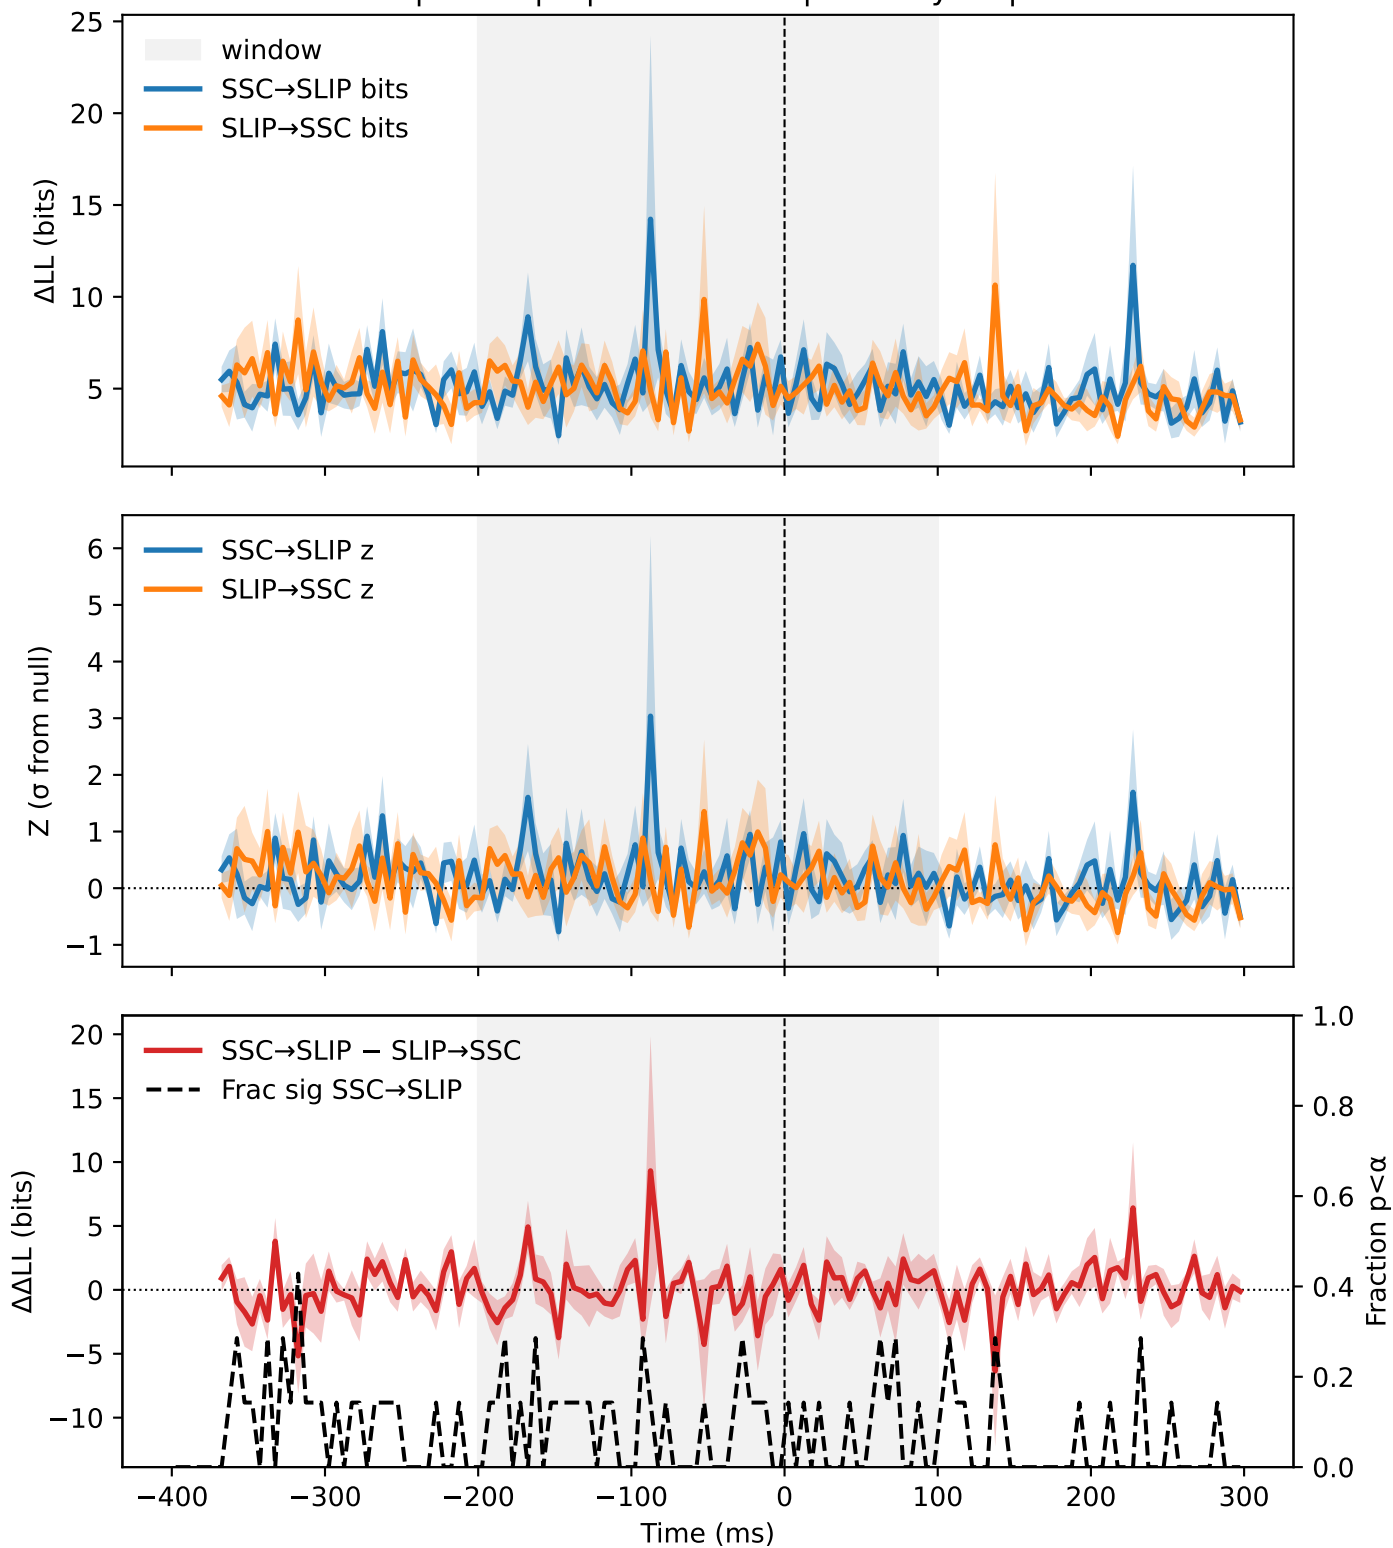 25
20
15
10
5
ΔLL (bits)
window
SSC→SLIP bits
SLIP→SSC bits
6
5
4
3
2
1
0
−1
Z (σ from null)
SSC→SLIP z
SLIP→SSC z
20
15
10
5
0
−5
−10
ΔΔLL (bits)
SSC→SLIP − SLIP→SSC
Frac sig SSC→SLIP
1.0
0.8
0.6
0.4
0.2
0.0
Fraction p<α
−400 −300 −200 −100 0 100 200 300
Time (ms)